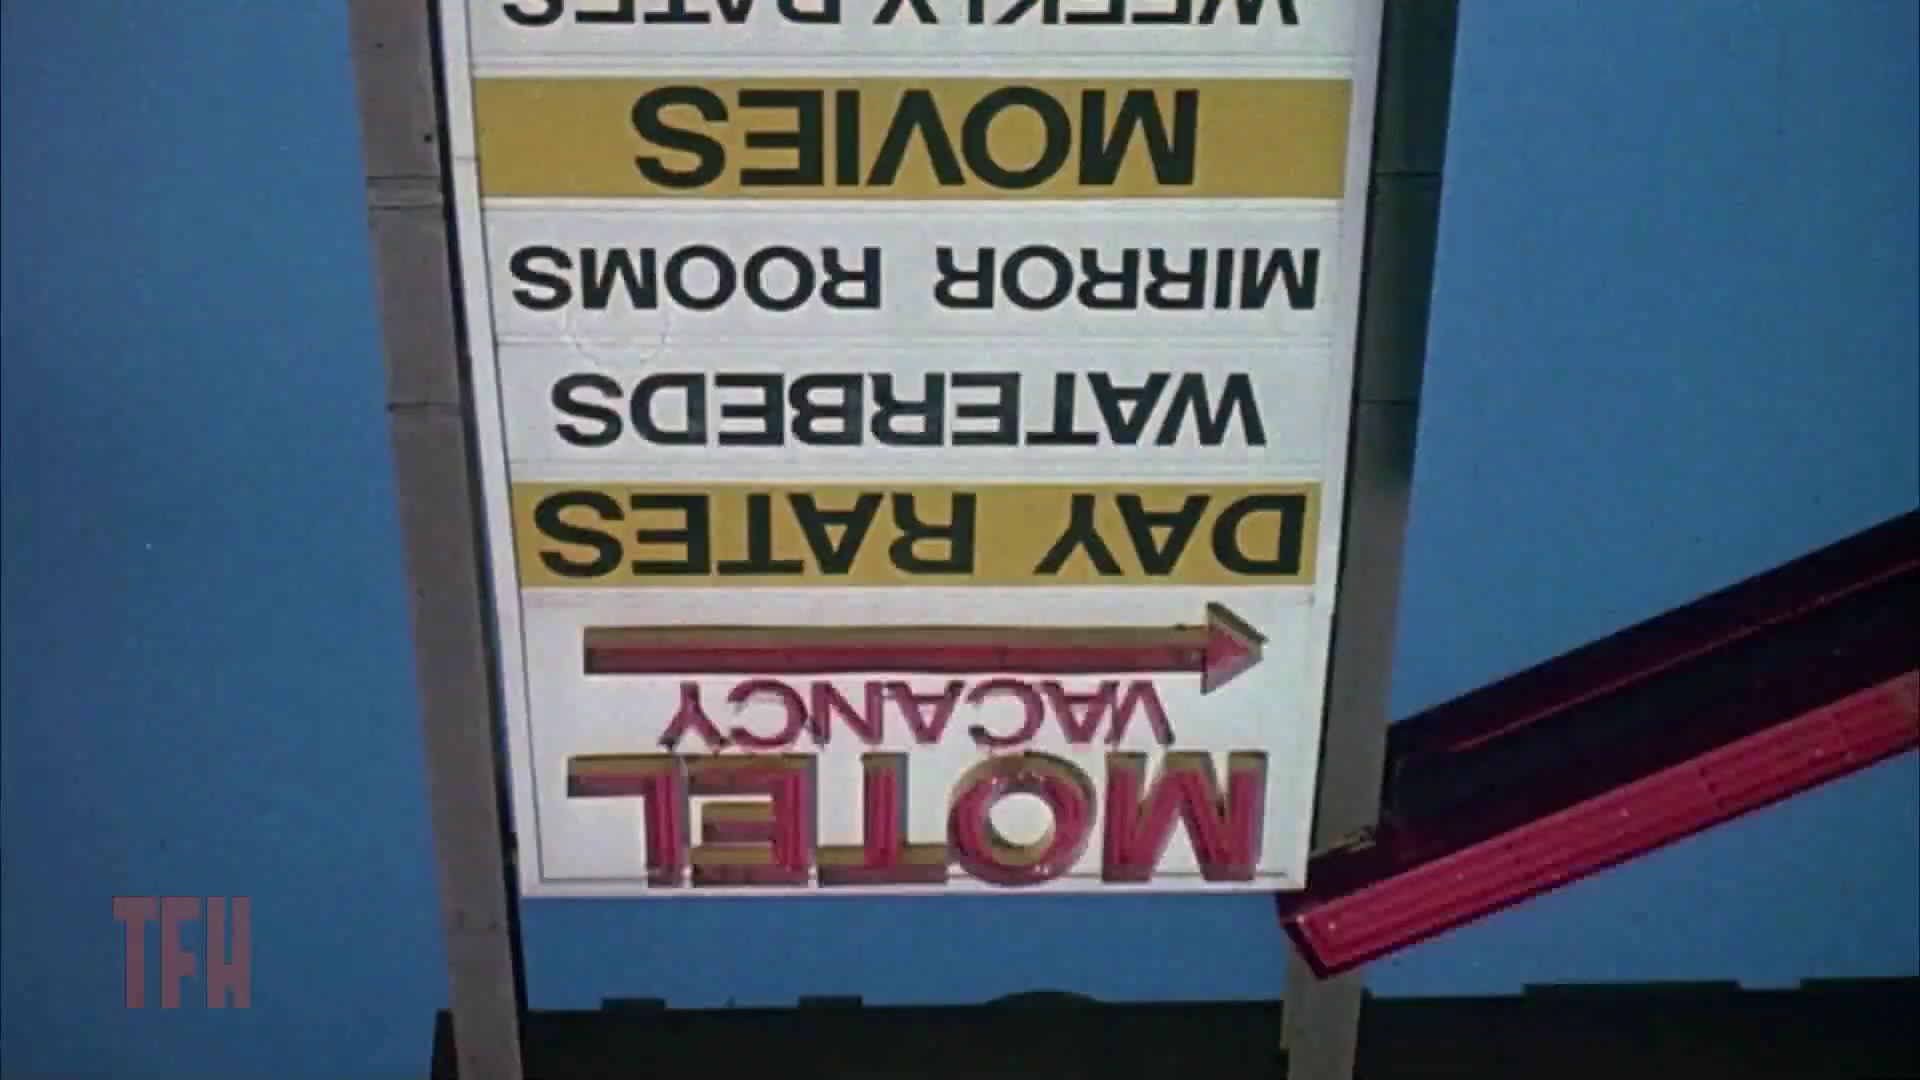 MOTEL
VACANCY
DAY RATES
WATERBEDS
MIRROR ROOMS
MOVIES
WEEKLY RATES
TFH